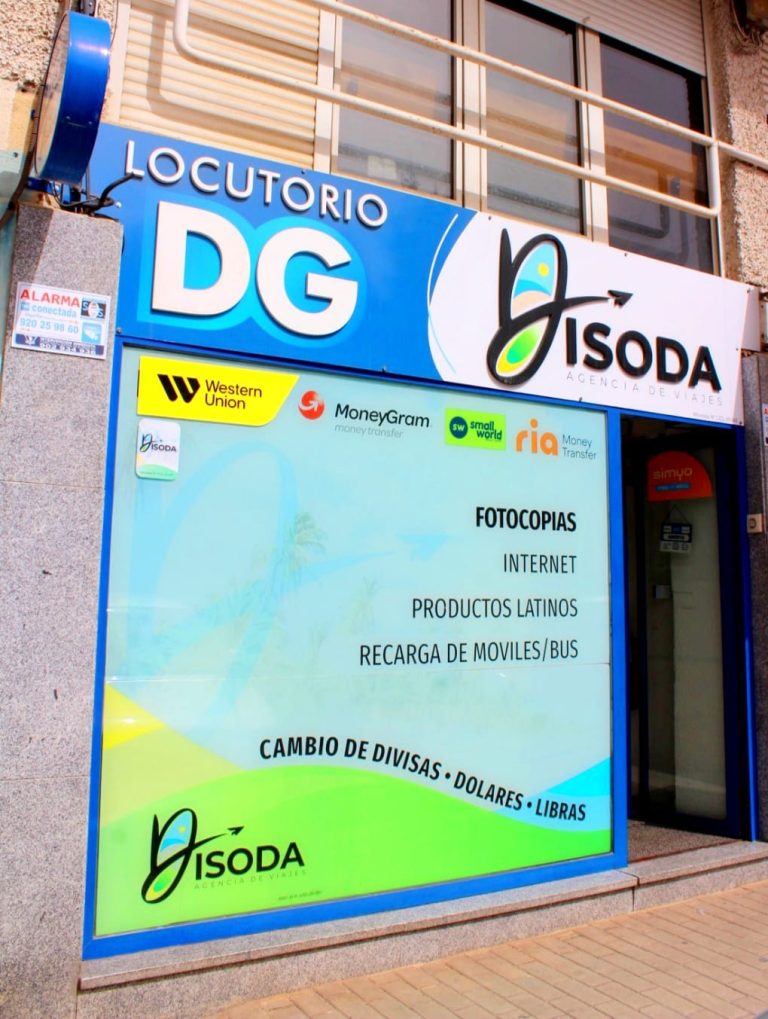 LOCUTORIO
DG
DISODA
AGENCIA DE VIAJES
ALARMA
conectada
920 25 98 60
Western
Union
MoneyGram
money transfer
sw small
world
ria Money
Transfer
DISODA
simyo
FOTOCOPIAS
INTERNET
PRODUCTOS LATINOS
RECARGA DE MOVILES/BUS
CAMBIO DE DIVISAS • DOLARES • LIBRAS
DISODA
AGENCIA DE VIAJES